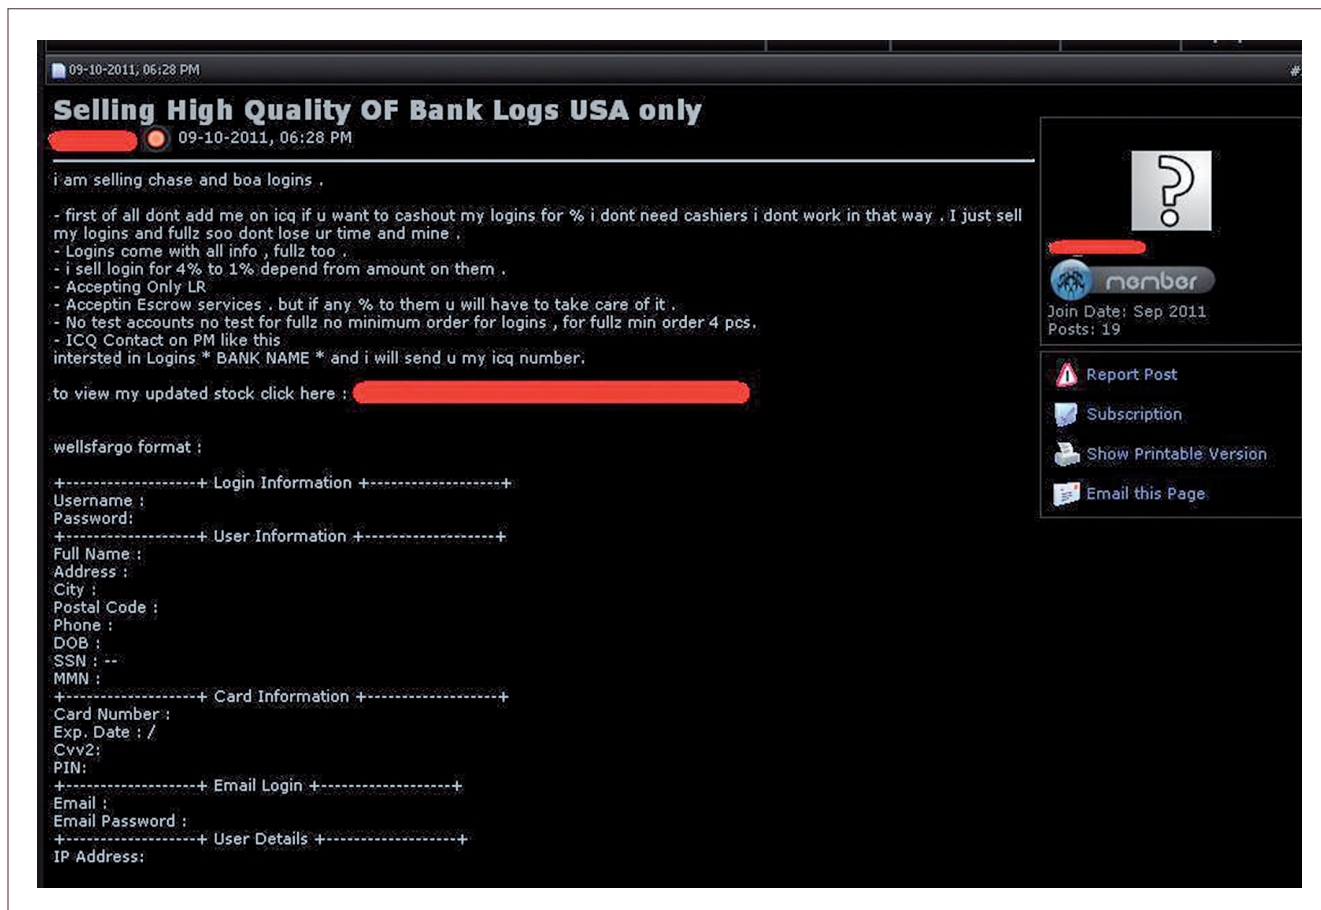 09-10-2011, 06:28 PM
#
Selling High Quality OF Bank Logs USA only
09-10-2011, 06:28 PM
i am selling chase and boa logins .
- first of all dont add me on icq if u want to cashout my logins for % i dont need cashiers i dont work in that way . I just sell
my logins and fullz soo dont lose ur time and mine .
- Logins come with all info , fullz too .
- i sell login for 4% to 1% depend from amount on them .
- Accepting Only LR
- Acceptin Escrow services . but if any % to them u will have to take care of it .
- No test accounts no test for fullz no minimum order for logins , for fullz min order 4 pcs.
- ICQ Contact on PM like this
intersted in Logins * BANK NAME * and i will send u my icq number.
to view my updated stock click here :
wellsfargo format :
+-------------------+ Login Information +-------------------+
Username :
Password:
+-------------------+ User Information +------------------+
Full Name :
Address :
City :
Postal Code :
Phone :
DOB :
SSN : --
MMN :
+-------------------+ Card Information +------------------+
Card Number :
Exp. Date : /
Cvv2:
PIN:
+-------------------+ Email Login +------------------+
Email :
Email Password :
+-------------------+ User Details +------------------+
IP Address:
?
member
Join Date: Sep 2011
Posts: 19
Report Post
Subscription
Show Printable Version
Email this Page